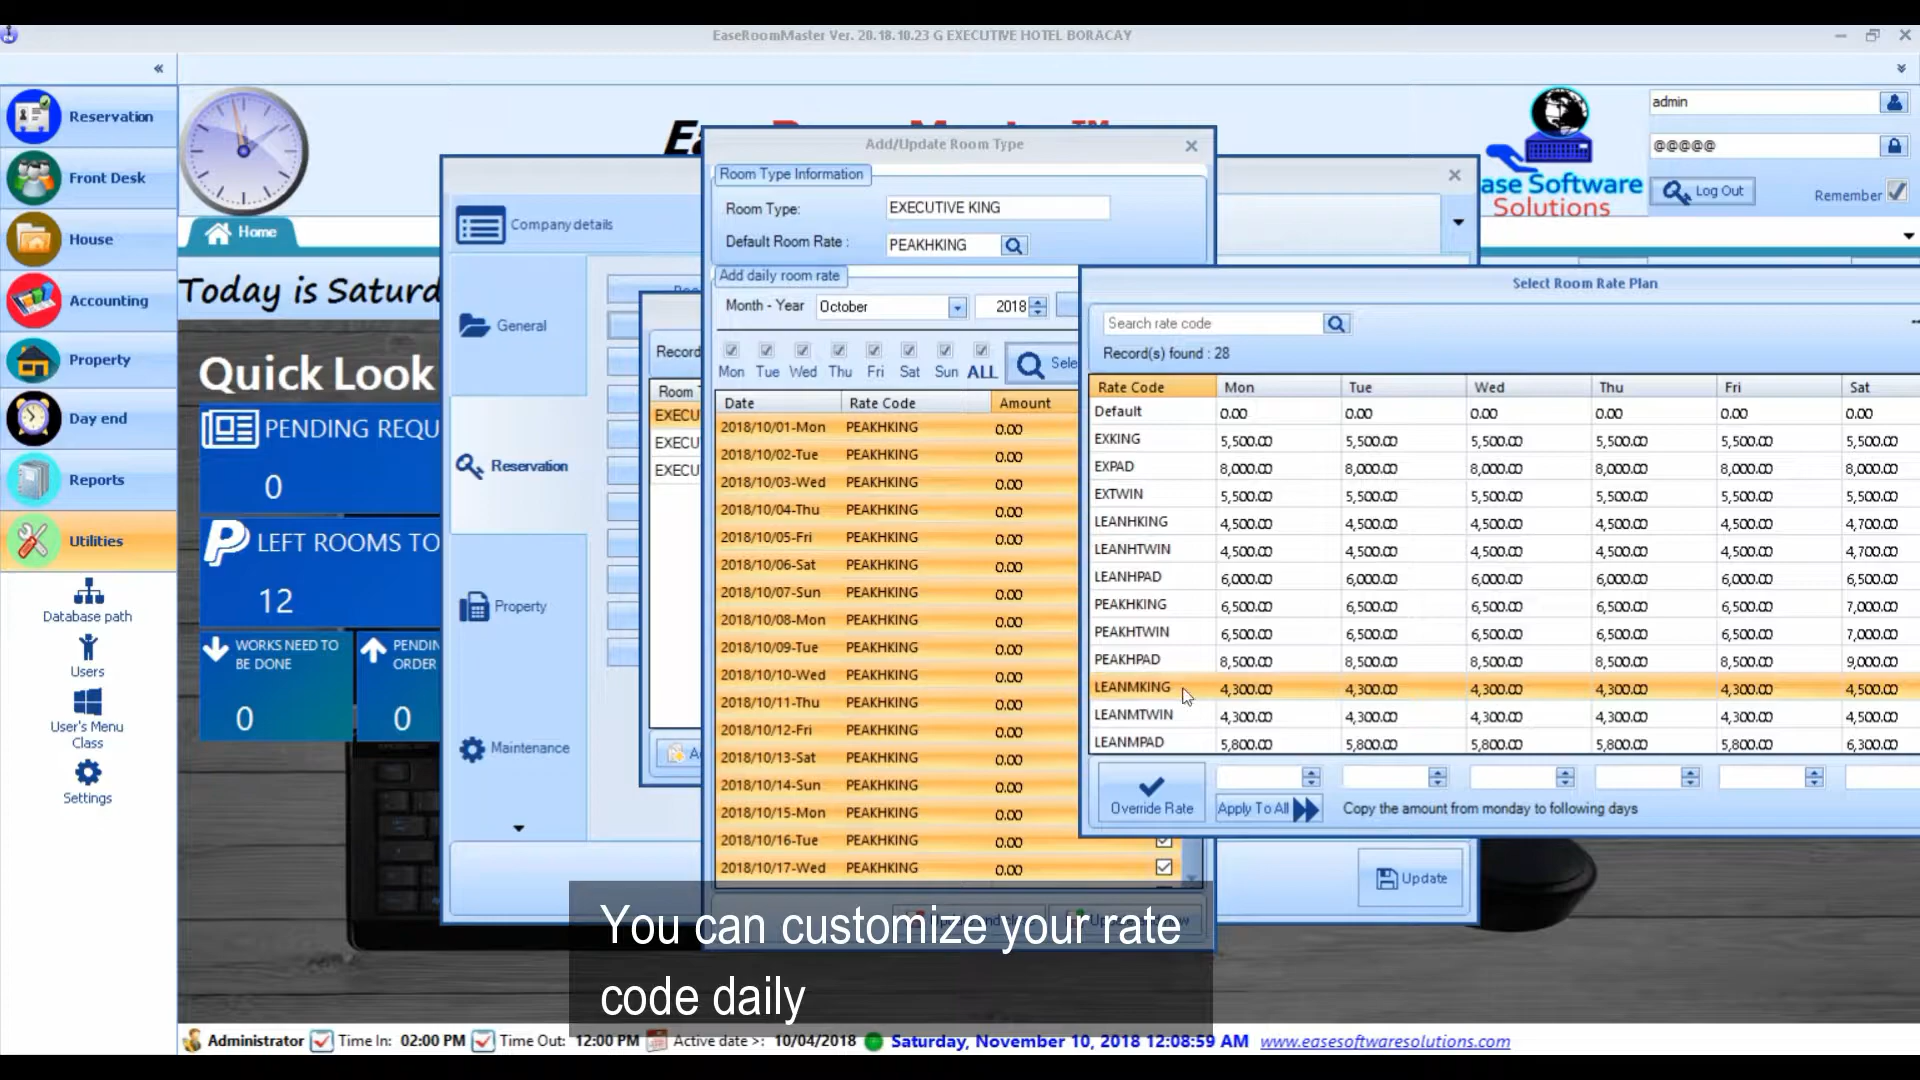 EaseRoomMaster Ver. 20.18.10.23 G EXECUTIVE HOTEL BORACAY
Reservation
Front Desk
House
Accounting
Property
Day end
Reports
Utilities
Database path
Users
User's Menu
Class
Settings
Home
Today is Saturd
Quick Look
PENDING REQU
0
LEFT ROOMS TO
12
WORKS NEED TO
BE DONE
0
PENDIN
ORDER
0
Company details
General
Reservation
Property
Maintenance
Record
Room T
EXECU
EXECU
EXECU
Add/Update Room Type
Room Type Information
Room Type: EXECUTIVE KING
Default Room Rate : PEAKHKING
Add daily room rate
Month - Year October 2018
Mon Tue Wed Thu Fri Sat Sun ALL
Sele
Date Rate Code Amount
2018/10/01-Mon PEAKHKING 0.00
2018/10/02-Tue PEAKHKING 0.00
2018/10/03-Wed PEAKHKING 0.00
2018/10/04-Thu PEAKHKING 0.00
2018/10/05-Fri PEAKHKING 0.00
2018/10/06-Sat PEAKHKING 0.00
2018/10/07-Sun PEAKHKING 0.00
2018/10/08-Mon PEAKHKING 0.00
2018/10/09-Tue PEAKHKING 0.00
2018/10/10-Wed PEAKHKING 0.00
2018/10/11-Thu PEAKHKING 0.00
2018/10/12-Fri PEAKHKING 0.00
2018/10/13-Sat PEAKHKING 0.00
2018/10/14-Sun PEAKHKING 0.00
2018/10/15-Mon PEAKHKING 0.00
2018/10/16-Tue PEAKHKING 0.00
2018/10/17-Wed PEAKHKING 0.00
admin
@@@@@
Log Out
Remember
ase Software
Solutions
Select Room Rate Plan
Search rate code
Record(s) found : 28
Rate Code Mon Tue Wed Thu Fri Sat
Default 0.00 0.00 0.00 0.00 0.00 0.00
EXKING 5,500.00 5,500.00 5,500.00 5,500.00 5,500.00 5,500.00
EXPAD 8,000.00 8,000.00 8,000.00 8,000.00 8,000.00 8,000.00
EXTWIN 5,500.00 5,500.00 5,500.00 5,500.00 5,500.00 5,500.00
LEANHKING 4,500.00 4,500.00 4,500.00 4,500.00 4,500.00 4,700.00
LEANHTWIN 4,500.00 4,500.00 4,500.00 4,500.00 4,500.00 4,700.00
LEANHPAD 6,000.00 6,000.00 6,000.00 6,000.00 6,000.00 6,500.00
PEAKHKING 6,500.00 6,500.00 6,500.00 6,500.00 6,500.00 7,000.00
PEAKHTWIN 6,500.00 6,500.00 6,500.00 6,500.00 6,500.00 7,000.00
PEAKHPAD 8,500.00 8,500.00 8,500.00 8,500.00 8,500.00 9,000.00
LEANMKING 4,300.00 4,300.00 4,300.00 4,300.00 4,300.00 4,500.00
LEANMTWIN 4,300.00 4,300.00 4,300.00 4,300.00 4,300.00 4,500.00
LEANMPAD 5,800.00 5,800.00 5,800.00 5,800.00 5,800.00 6,300.00
Override Rate
Apply To All
Copy the amount from monday to following days
Update
You can customize your rate
code daily
Administrator Time In: 02:00 PM Time Out: 12:00 PM Active date >: 10/04/2018 Saturday, November 10, 2018 12:08:59 AM www.easesoftwaresolutions.com